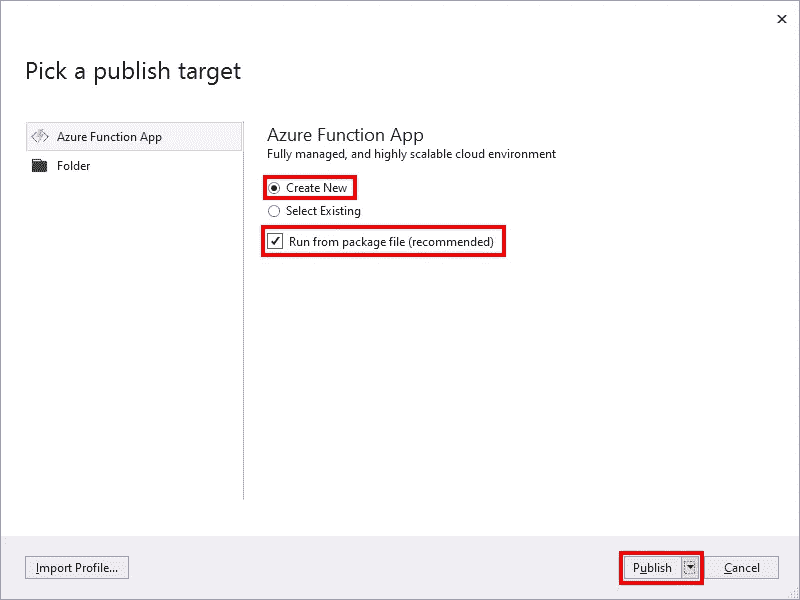 Pick a publish target
Azure Function App
Folder
Azure Function App
Fully managed, and highly scalable cloud environment
Create New
Select Existing
Run from package file (recommended)
Import Profile...
Publish
Cancel